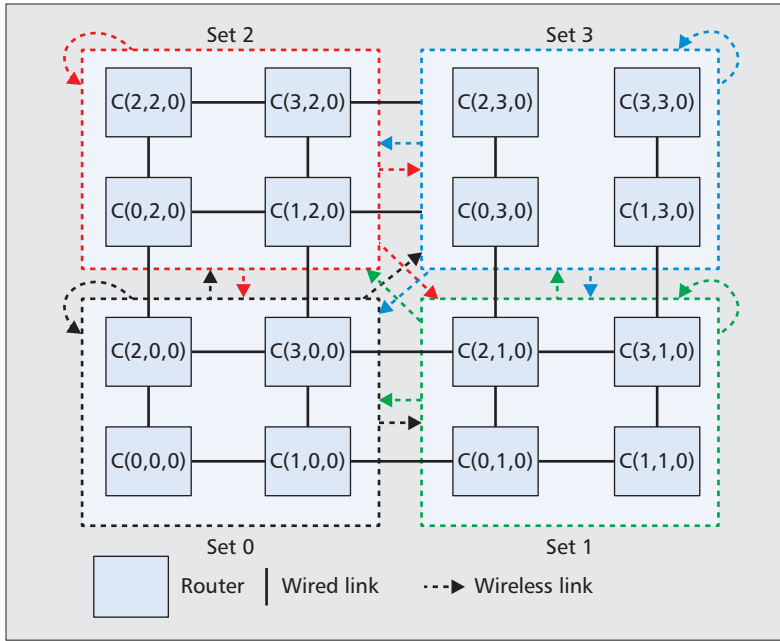 Set 2 Set 3
C(2,2,0) C(3,2,0) C(2,3,0) C(3,3,0)
C(0,2,0) C(1,2,0) C(0,3,0) C(1,3,0)
C(2,0,0) C(3,0,0) C(2,1,0) C(3,1,0)
C(0,0,0) C(1,0,0) C(0,1,0) C(1,1,0)
Set 0 Set 1
Router Wired link Wireless link